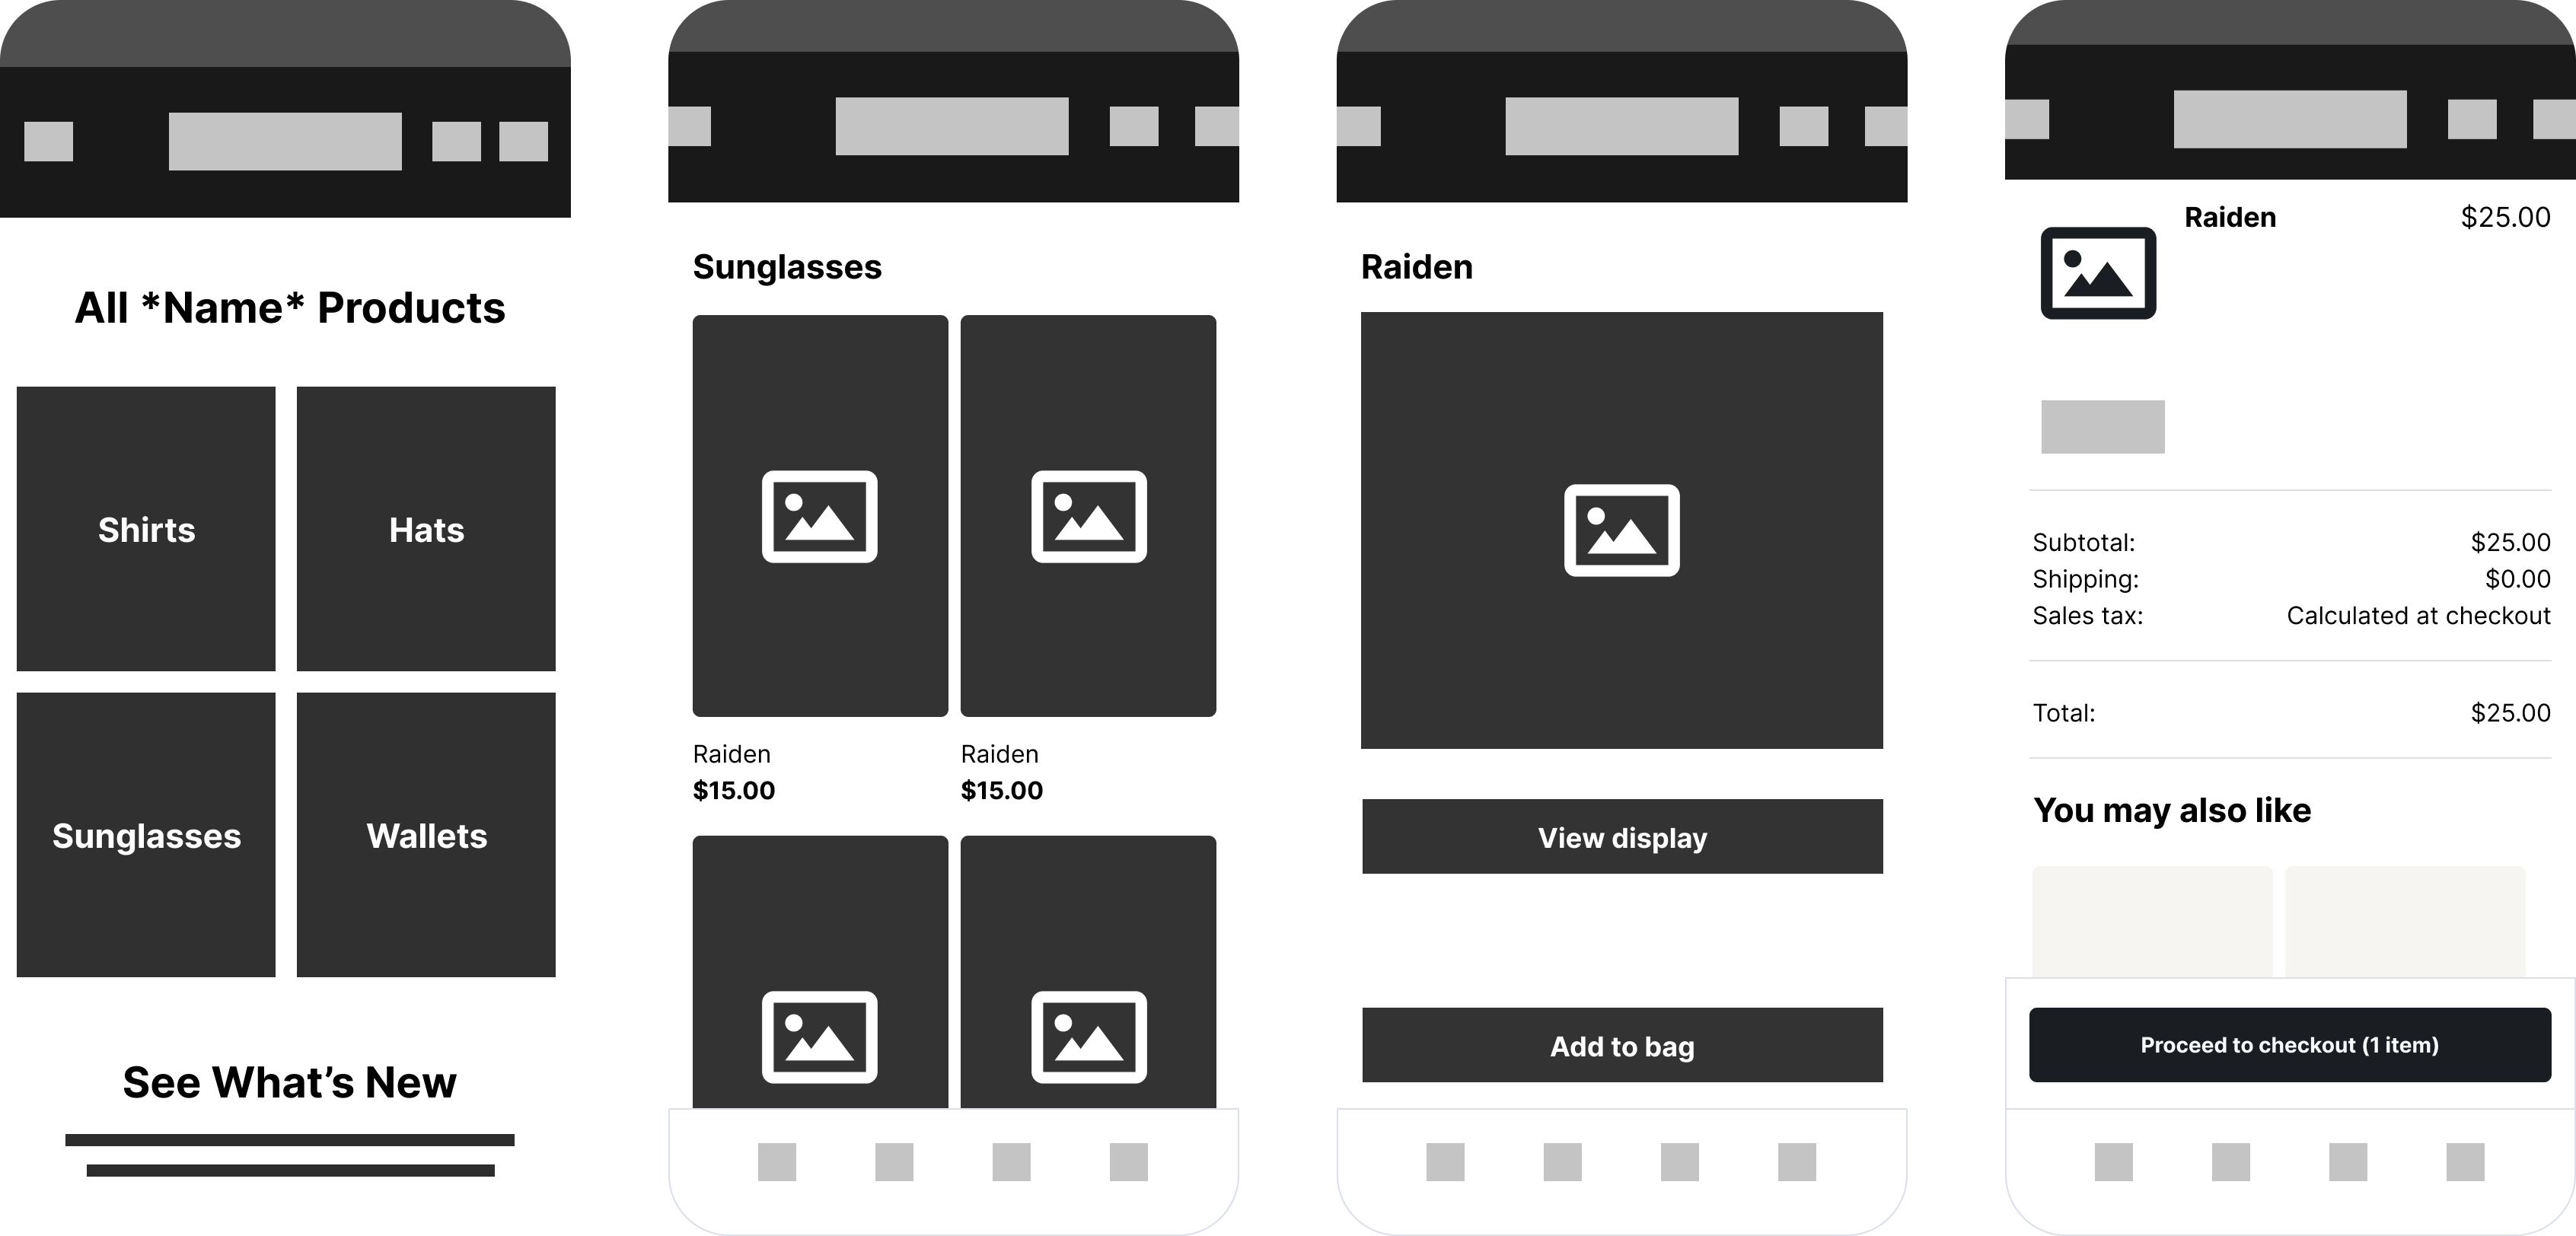 All *Name* Products
Shirts
Hats
Sunglasses
Wallets
See What’s New
Sunglasses
Raiden
$15.00
Raiden
$15.00
Raiden
View display
Add to bag
Raiden
$25.00
Subtotal:
$25.00
Shipping:
$0.00
Sales tax:
Calculated at checkout
Total:
$25.00
You may also like
Proceed to checkout (1 item)